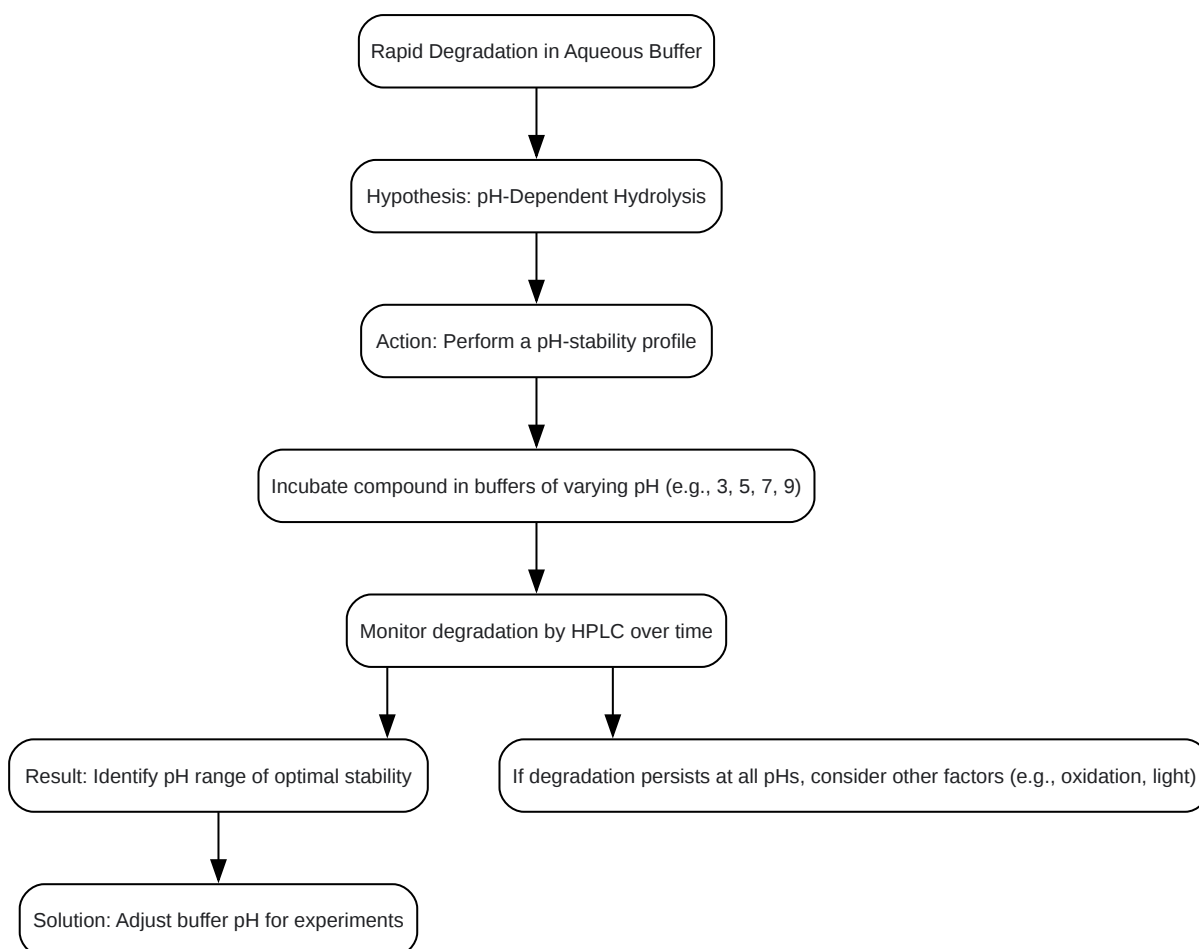 Rapid Degradation in Aqueous Buffer
Hypothesis: pH-Dependent Hydrolysis
Action: Perform a pH-stability profile
Incubate compound in buffers of varying pH (e.g., 3, 5, 7, 9)
Monitor degradation by HPLC over time
Result: Identify pH range of optimal stability
If degradation persists at all pHs, consider other factors (e.g., oxidation, light)
Solution: Adjust buffer pH for experiments